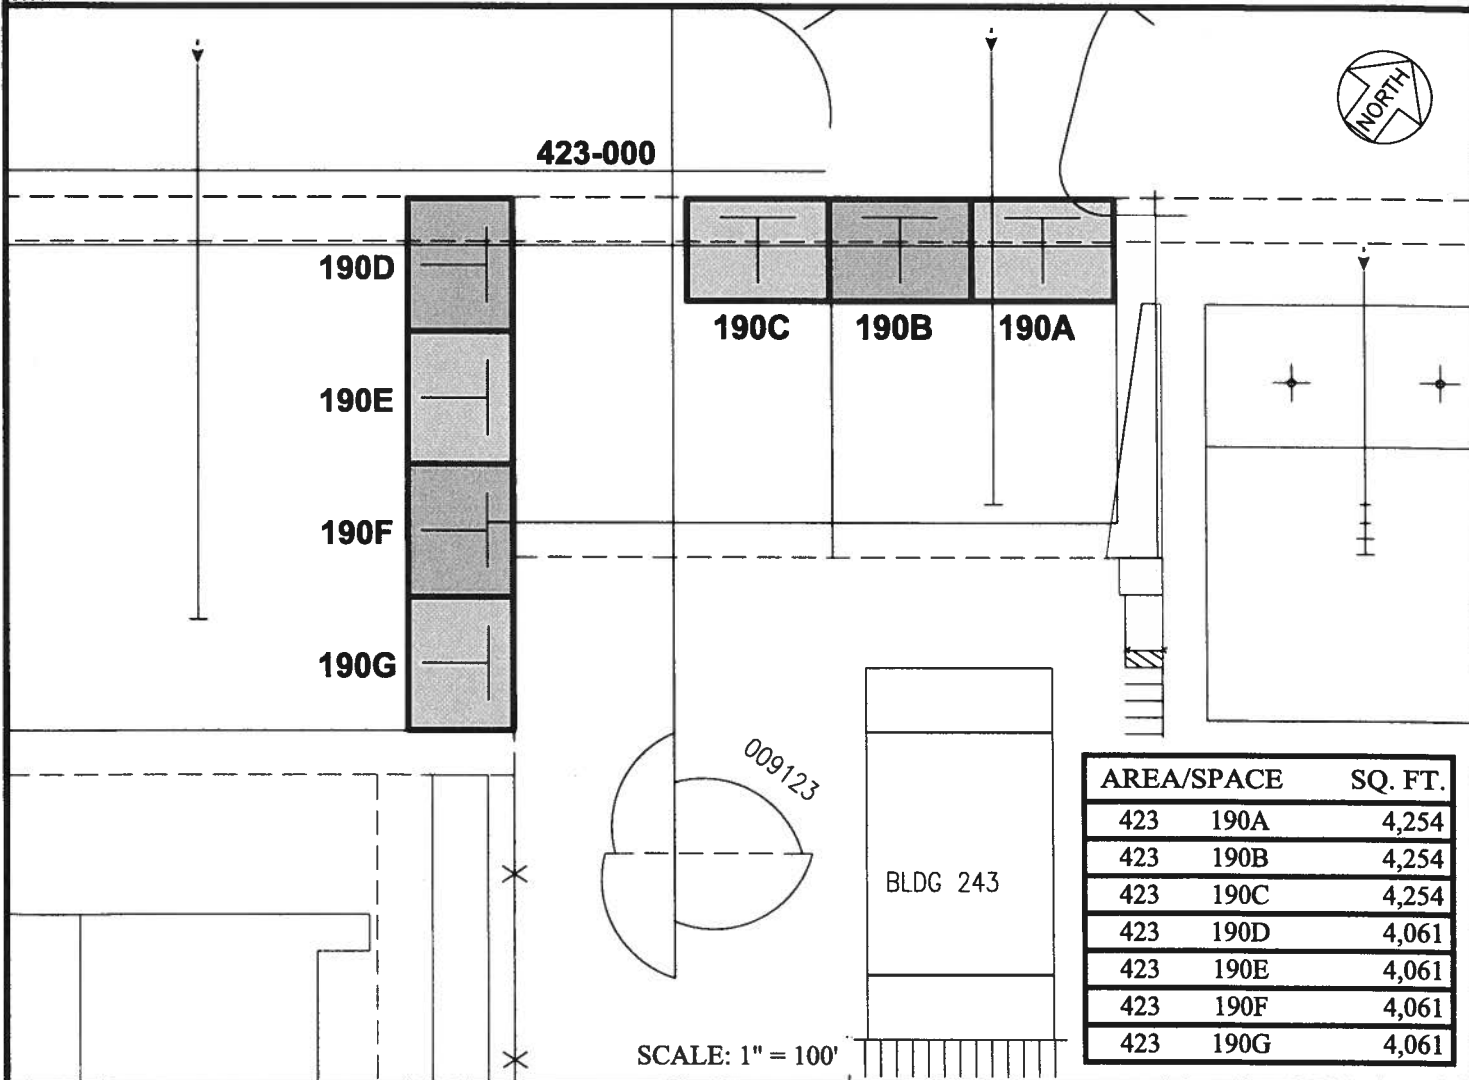 NORTH
423-000
190D
190C 190B 190A
190E
190F
190G
009123
BLDG 243
SCALE: 1" = 100'
AREA/SPACE SQ. FT.
423 190A 4,254
423 190B 4,254
423 190C 4,254
423 190D 4,061
423 190E 4,061
423 190F 4,061
423 190G 4,061